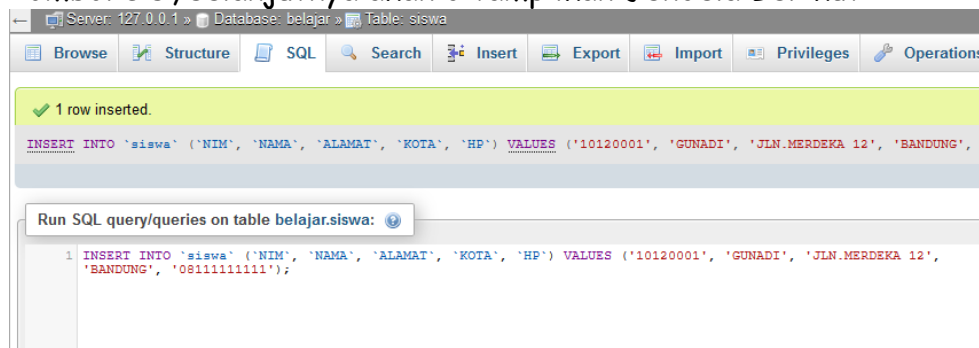 ← Server: 127.0.0.1 » Database: belajar » Table: siswa
Browse Structure SQL Search Insert Export Import Privileges Operations
1 row inserted.
INSERT INTO `siswa` (`NIM`, `NAMA`, `ALAMAT`, `KOTA`, `HP`) VALUES ('10120001', 'GUNADI', 'JLN.MERDEKA 12', 'BANDUNG',
Run SQL query/queries on table belajar.siswa:
1 INSERT INTO `siswa` (`NIM`, `NAMA`, `ALAMAT`, `KOTA`, `HP`) VALUES ('10120001', 'GUNADI', 'JLN.MERDEKA 12',
'BANDUNG', '08111111111');